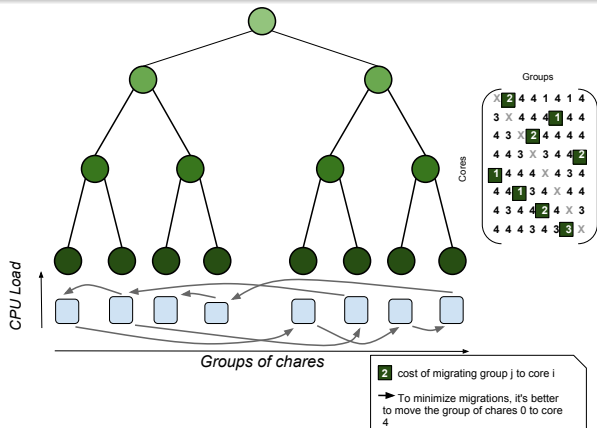 Groups
X 2 4 4 1 4 1 4
3 X 4 4 4 1 4 4
4 3 X 2 4 4 4 4
4 4 3 X 3 4 4 2
1 4 4 4 X 4 3 4
4 4 1 3 4 X 4 4
4 3 4 4 2 4 X 3
4 4 4 3 4 3 3 X
Cores
CPU Load
Groups of chares
2 cost of migrating group j to core i
To minimize migrations, it's better
to move the group of chares 0 to core
4